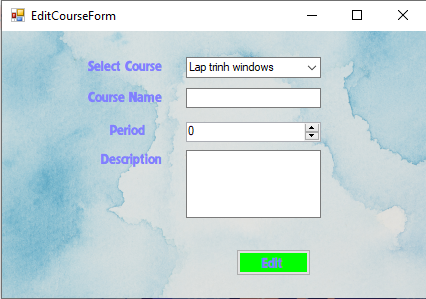 EditCourseForm
Select Course
Lap trinh windows
Course Name
Period
0
Description
Edit